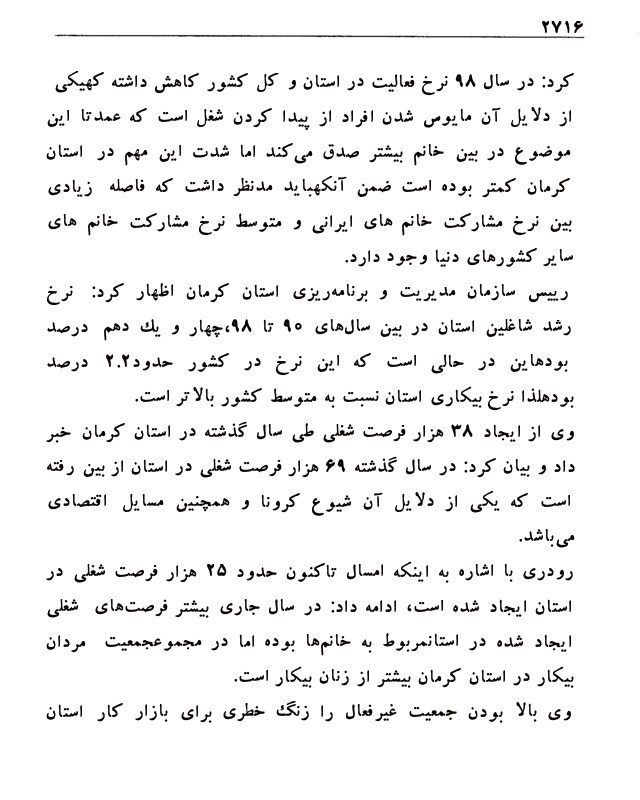 ۲۷۱۶
کرد: در سال ۹۸ نرخ فعالیت در استان و کل کشور کاهش داشته کهیکی
از دلایل آن مایوس شدن افراد از پیدا کردن شغل است که عمدتا این
موضوع در بین خانم بیشتر صدق می‌کند اما شدت این مهم در استان
کرمان کمتر بوده است ضمن آنکهباید مدنظر داشت که فاصله زیادی
بین نرخ مشارکت خانم های ایرانی و متوسط نرخ مشارکت خانم های
سایر کشورهای دنیا وجود دارد.
رییس سازمان مدیریت و برنامه‌ریزی استان کرمان اظهار کرد: نرخ
رشد شاغلین استان در بین سال‌های ۹۰ تا ۹۸،چهار و یك دهم درصد
بودهاین در حالی است که این نرخ در کشور حدود۲.۲ درصد
بودهلذا نرخ بیکاری استان نسبت به متوسط کشور بالاتر است.
وی از ایجاد ۳۸ هزار فرصت شغلی طی سال گذشته در استان کرمان خبر
داد و بیان کرد: در سال گذشته ۶۹ هزار فرصت شغلی در استان از بین رفته
است که یکی از دلایل آن شیوع کرونا و همچنین مسایل اقتصادی
می‌باشد.
رودری با اشاره به اینکه امسال تاکنون حدود ۲۵ هزار فرصت شغلی در
استان ایجاد شده است، ادامه داد: در سال جاری بیشتر فرصت‌های شغلی
ایجاد شده در استانمربوط به خانم‌ها بوده اما در مجموعجمعیت مردان
بیکار در استان کرمان بیشتر از زنان بیکار است.
وی بالا بودن جمعیت غیرفعال را زنگ خطری برای بازار کار استان